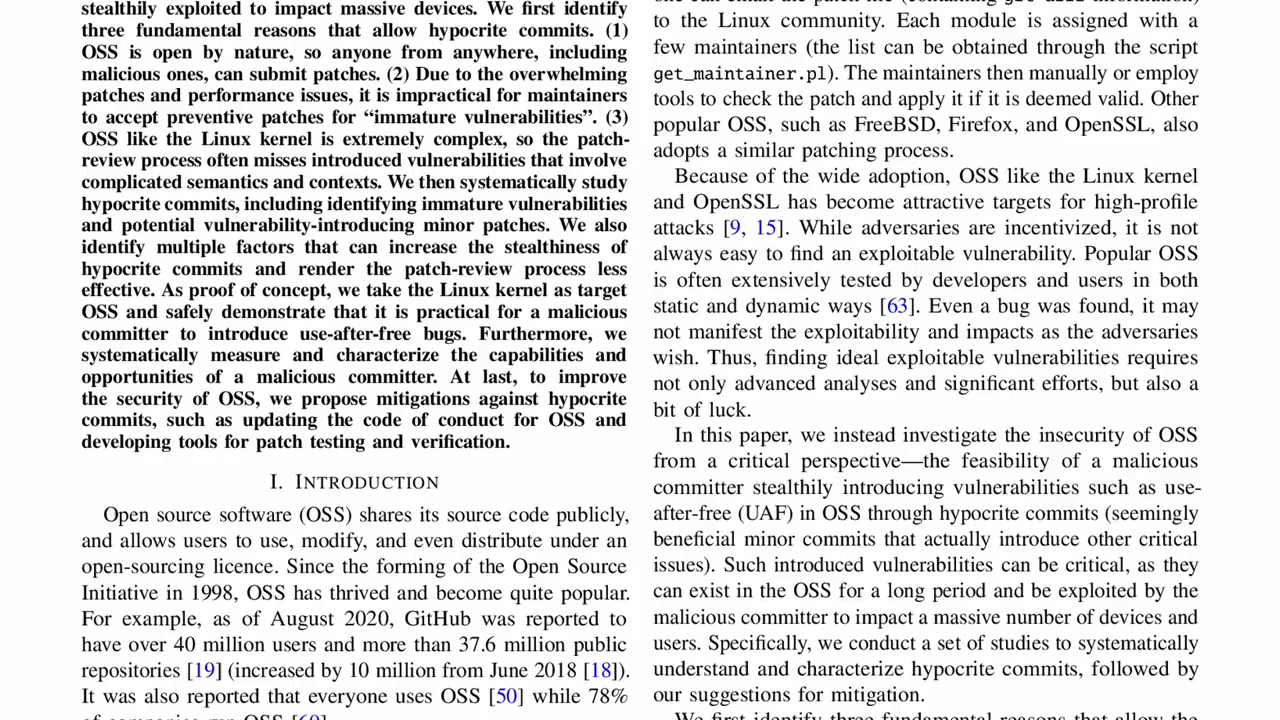 stealthily exploited to impact massive devices. We first identify
three fundamental reasons that allow hypocrite commits. (1)
OSS is open by nature, so anyone from anywhere, including
malicious ones, can submit patches. (2) Due to the overwhelming
patches and performance issues, it is impractical for maintainers
to accept preventive patches for “immature vulnerabilities”. (3)
OSS like the Linux kernel is extremely complex, so the patch-
review process often misses introduced vulnerabilities that involve
complicated semantics and contexts. We then systematically study
hypocrite commits, including identifying immature vulnerabilities
and potential vulnerability-introducing minor patches. We also
identify multiple factors that can increase the stealthiness of
hypocrite commits and render the patch-review process less
effective. As proof of concept, we take the Linux kernel as target
OSS and safely demonstrate that it is practical for a malicious
committer to introduce use-after-free bugs. Furthermore, we
systematically measure and characterize the capabilities and
opportunities of a malicious committer. At last, to improve
the security of OSS, we propose mitigations against hypocrite
commits, such as updating the code of conduct for OSS and
developing tools for patch testing and verification.
I. INTRODUCTION
Open source software (OSS) shares its source code publicly,
and allows users to use, modify, and even distribute under an
open-sourcing licence. Since the forming of the Open Source
Initiative in 1998, OSS has thrived and become quite popular.
For example, as of August 2020, GitHub was reported to
have over 40 million users and more than 37.6 million public
repositories [19] (increased by 10 million from June 2018 [18]).
It was also reported that everyone uses OSS [50] while 78%
of companies run OSS [60].
to the Linux community. Each module is assigned with a
few maintainers (the list can be obtained through the script
get_maintainer.pl). The maintainers then manually or employ
tools to check the patch and apply it if it is deemed valid. Other
popular OSS, such as FreeBSD, Firefox, and OpenSSL, also
adopts a similar patching process.
Because of the wide adoption, OSS like the Linux kernel
and OpenSSL has become attractive targets for high-profile
attacks [9, 15]. While adversaries are incentivized, it is not
always easy to find an exploitable vulnerability. Popular OSS
is often extensively tested by developers and users in both
static and dynamic ways [63]. Even a bug was found, it may
not manifest the exploitability and impacts as the adversaries
wish. Thus, finding ideal exploitable vulnerabilities requires
not only advanced analyses and significant efforts, but also a
bit of luck.
In this paper, we instead investigate the insecurity of OSS
from a critical perspective—the feasibility of a malicious
committer stealthily introducing vulnerabilities such as use-
after-free (UAF) in OSS through hypocrite commits (seemingly
beneficial minor commits that actually introduce other critical
issues). Such introduced vulnerabilities can be critical, as they
can exist in the OSS for a long period and be exploited by the
malicious committer to impact a massive number of devices and
users. Specifically, we conduct a set of studies to systematically
understand and characterize hypocrite commits, followed by
our suggestions for mitigation.
We first identify three fundamental reasons that allow the